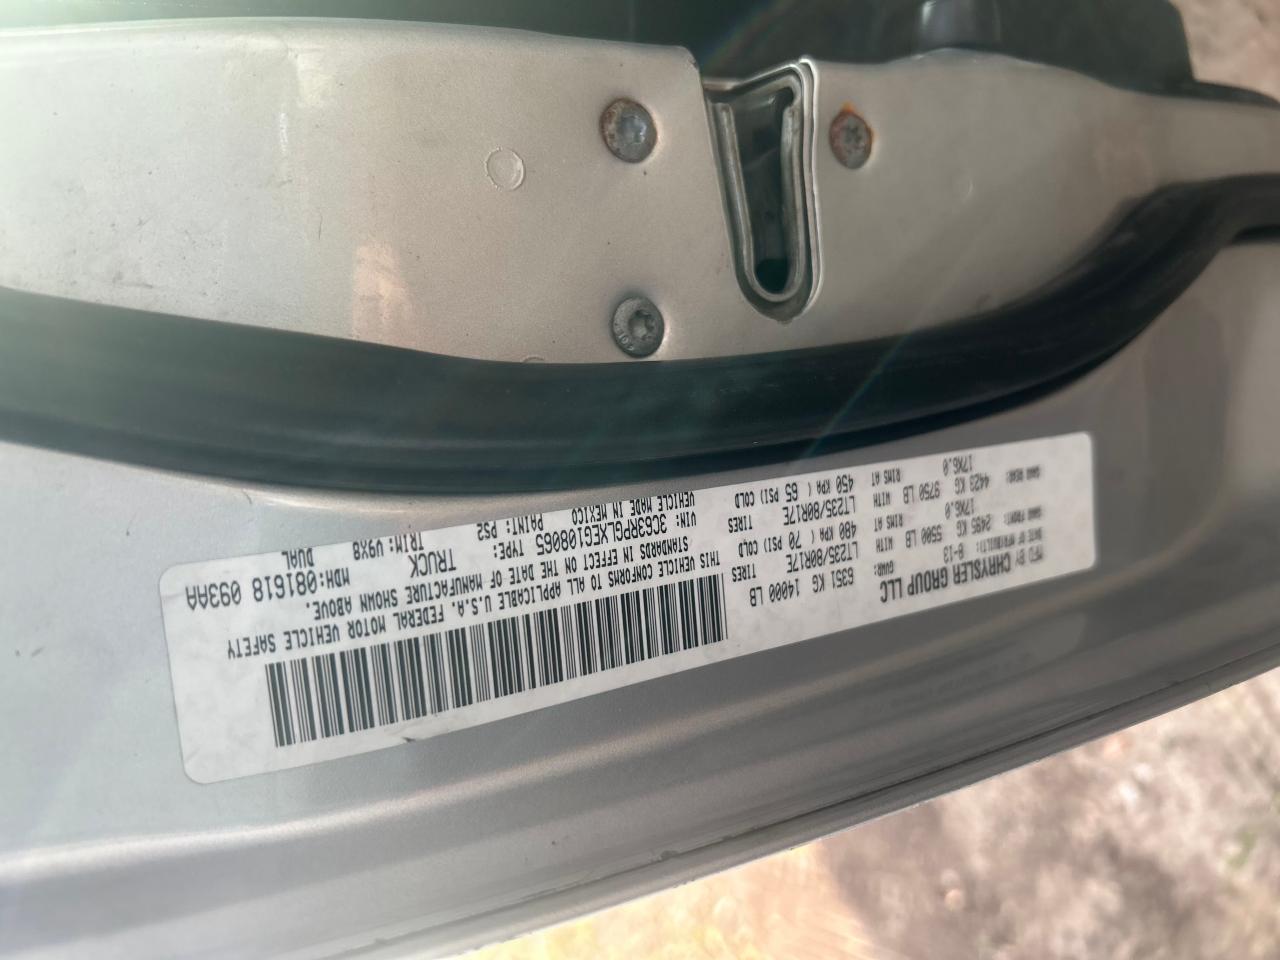 MFD BY CHRYSLER GROUP LLC
DATE OF MFR(MDATE): 8-13 GVWR: 6351 KG 14000 LB
GAWR FRONT: 2495 KG 5500 LB WITH TIRES
17X6.0 RIMS AT LT235/80R17E
480 KPA ( 70 PSI) COLD
GAWR REAR: 4423 KG 9750 LB WITH TIRES
17X6.0 RIMS AT LT235/80R17E
450 KPA ( 65 PSI) COLD
THIS VEHICLE CONFORMS TO ALL APPLICABLE U.S.A. FEDERAL MOTOR VEHICLE SAFETY
STANDARDS IN EFFECT ON THE DATE OF MANUFACTURE SHOWN ABOVE.
VIN: 3C63RPGLXEG108065 TYPE: TRUCK MDH:081618 093AA
DUAL
VEHICLE MADE IN MEXICO PAINT: PS2 TRIM: V9X8